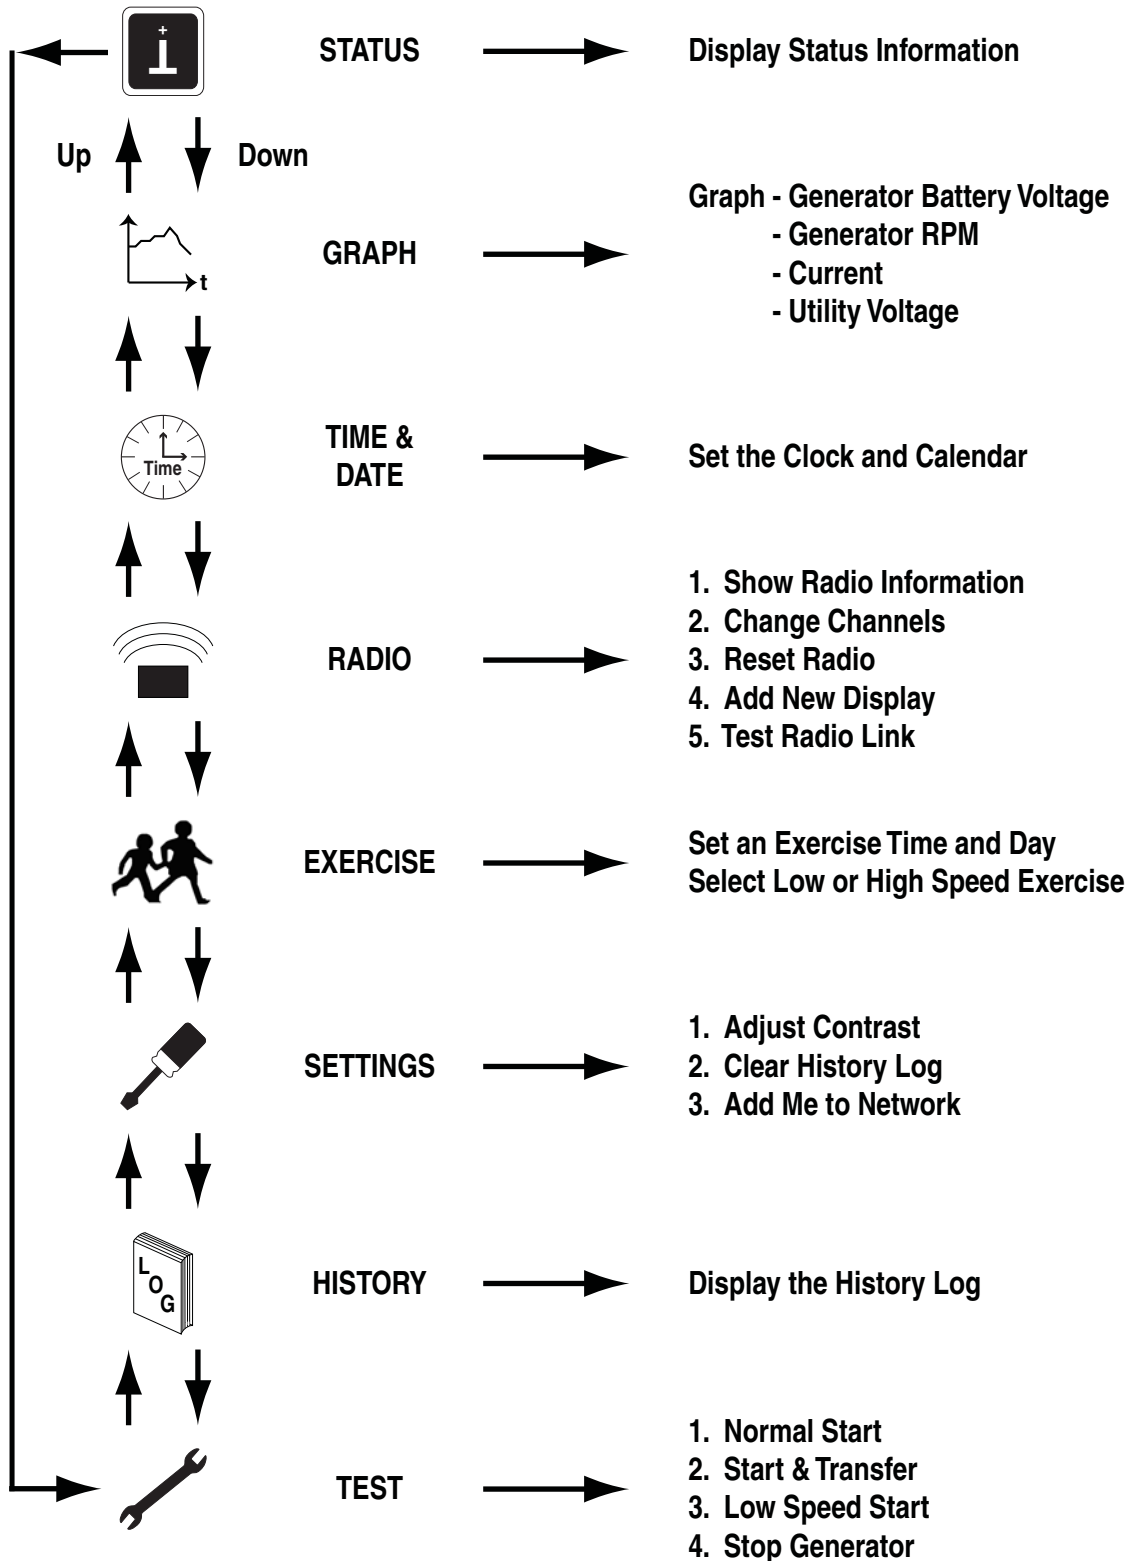 STATUS
Display Status Information
Up
Down
Graph - Generator Battery Voltage
- Generator RPM
- Current
- Utility Voltage
t
GRAPH
Time
TIME &
DATE
Set the Clock and Calendar
RADIO
1. Show Radio Information
2. Change Channels
3. Reset Radio
4. Add New Display
5. Test Radio Link
EXERCISE
Set an Exercise Time and Day
Select Low or High Speed Exercise
SETTINGS
1. Adjust Contrast
2. Clear History Log
3. Add Me to Network
LOG
HISTORY
Display the History Log
TEST
1. Normal Start
2. Start & Transfer
3. Low Speed Start
4. Stop Generator